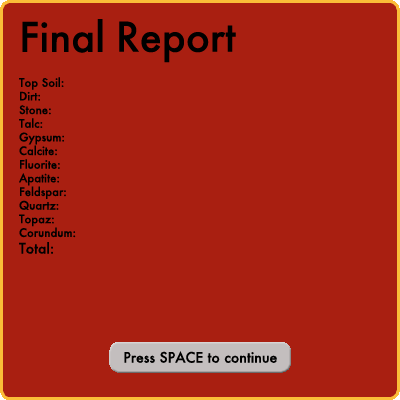 Final Report
Top Soil:
Dirt:
Stone:
Talc:
Gypsum:
Calcite:
Fluorite:
Apatite:
Feldspar:
Quartz:
Topaz:
Corundum:
Total:
Press SPACE to continue